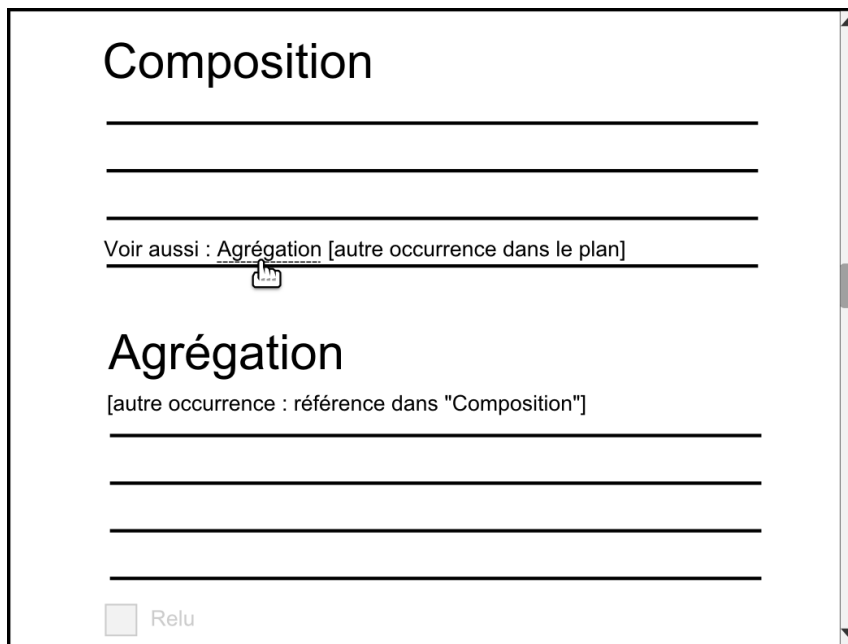 Composition
Voir aussi : Agrégation [autre occurrence dans le plan]
Agrégation
[autre occurrence : référence dans "Composition"]
Relu